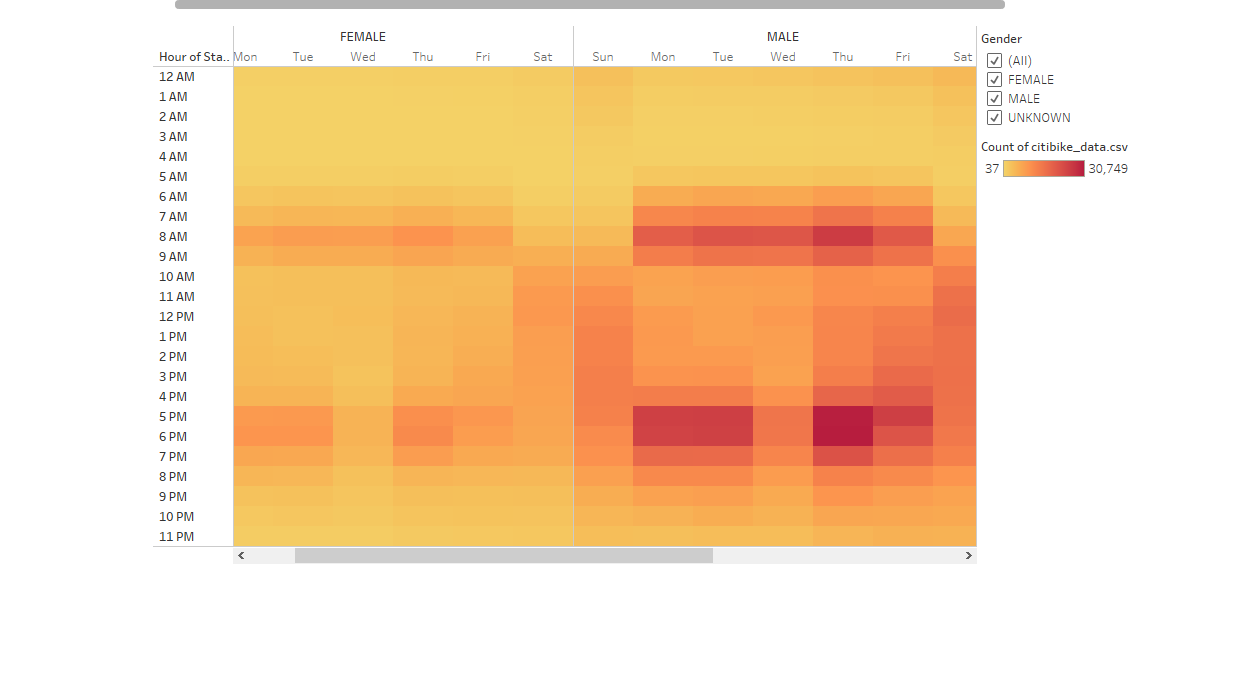 FEMALE MALE
Hour of Sta.. Mon Tue Wed Thu Fri Sat Sun Mon Tue Wed Thu Fri Sat
12 AM
1 AM
2 AM
3 AM
4 AM
5 AM
6 AM
7 AM
8 AM
9 AM
10 AM
11 AM
12 PM
1 PM
2 PM
3 PM
4 PM
5 PM
6 PM
7 PM
8 PM
9 PM
10 PM
11 PM
Gender
(All)
FEMALE
MALE
UNKNOWN
Count of citibike_data.csv
37 30,749